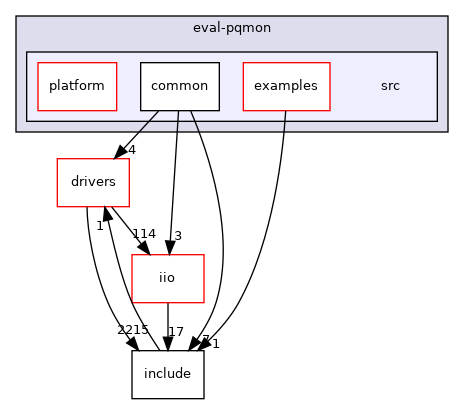 eval-pqmon
platform
common
examples
src
4
drivers
1
114
3
iio
2215
17
7
1
include